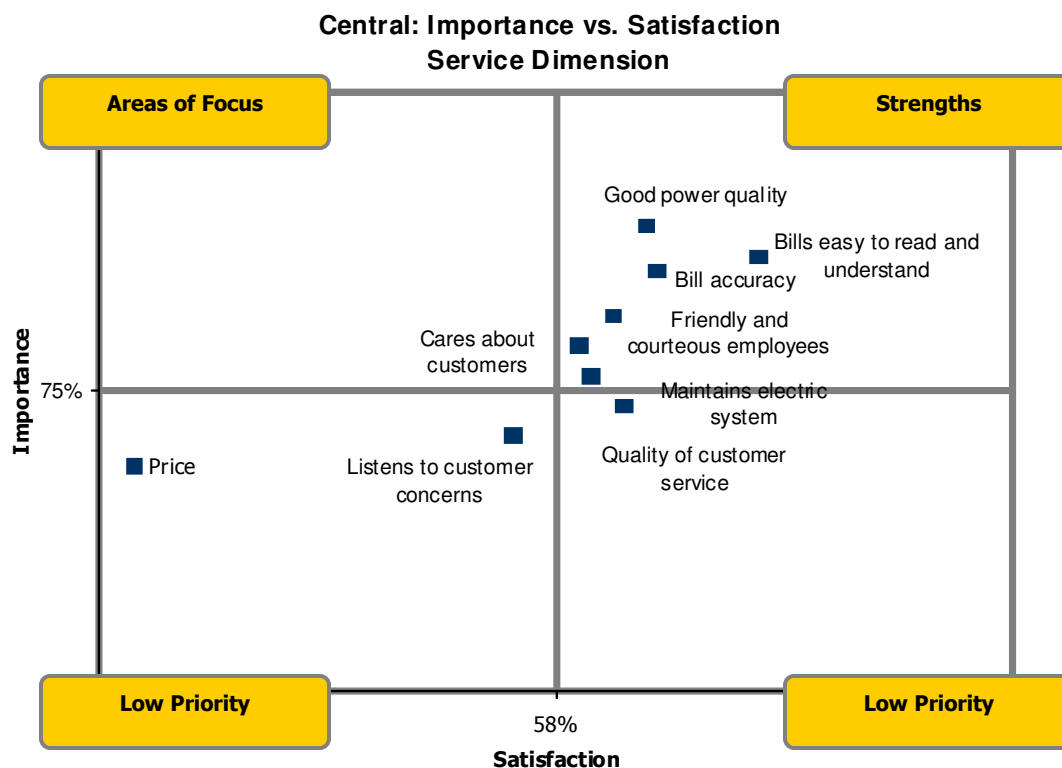 Central: Importance vs. Satisfaction
Service Dimension
Areas of Focus
Strengths
Good power quality
Bills easy to read and
understand
Bill accuracy
Friendly and
courteous employees
Cares about
customers
Importance
75%
Maintains electric
system
Quality of customer
service
Listens to customer
concerns
Price
Low Priority
Low Priority
58%
Satisfaction